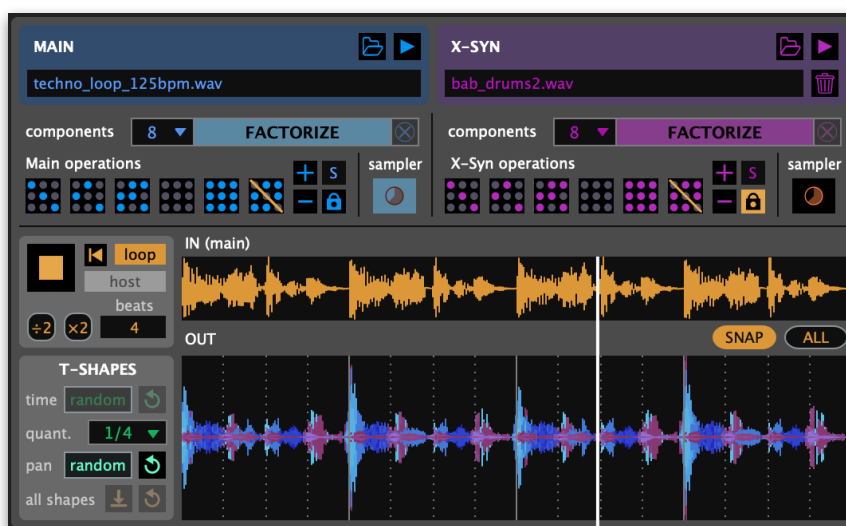 MAIN
X-SYN
techno_loop_125bpm.wav
bab_drums2.wav
components 8 FACTORIZE
components 8 FACTORIZE
Main operations
S
sampler
X-Syn operations
S
sampler
loop
host
beats
÷2 ×2 4
IN (main)
OUT
SNAP ALL
T-SHAPES
time random
quant. 1/4
pan random
all shapes